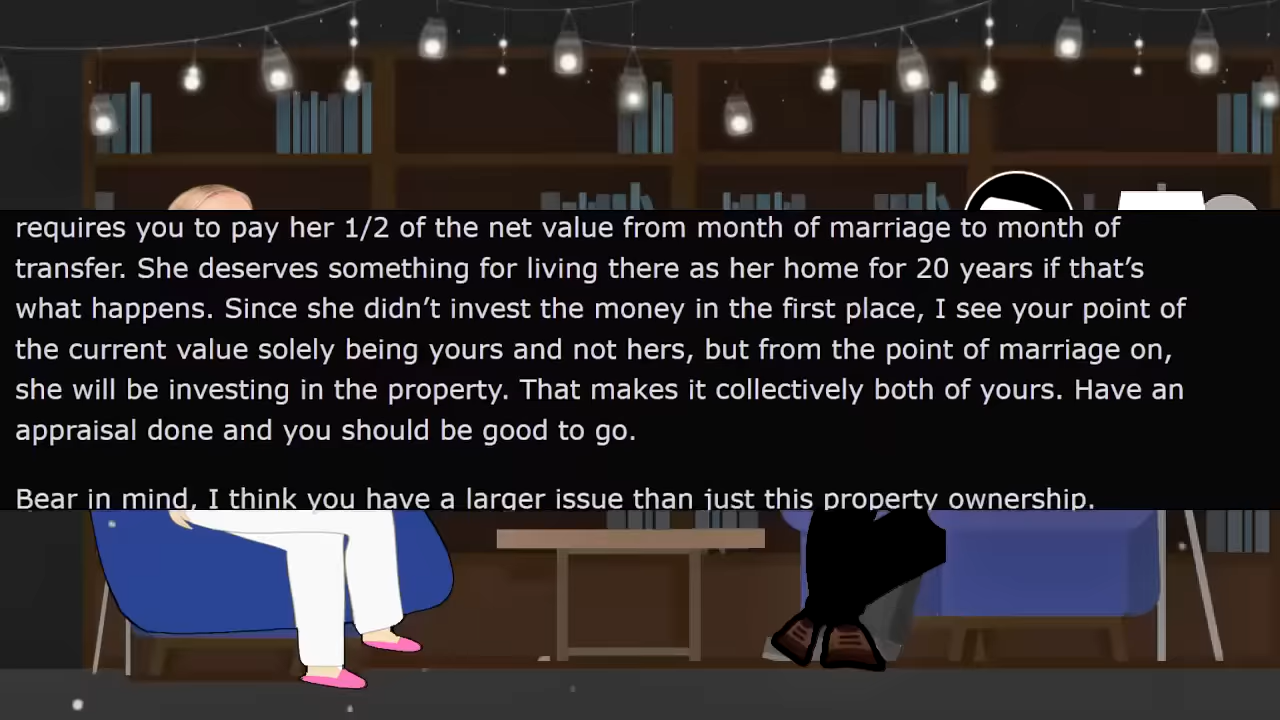 requires you to pay her 1/2 of the net value from month of marriage to month of
transfer. She deserves something for living there as her home for 20 years if that’s
what happens. Since she didn’t invest the money in the first place, I see your point of
the current value solely being yours and not hers, but from the point of marriage on,
she will be investing in the property. That makes it collectively both of yours. Have an
appraisal done and you should be good to go.
Bear in mind, I think you have a larger issue than just this property ownership.